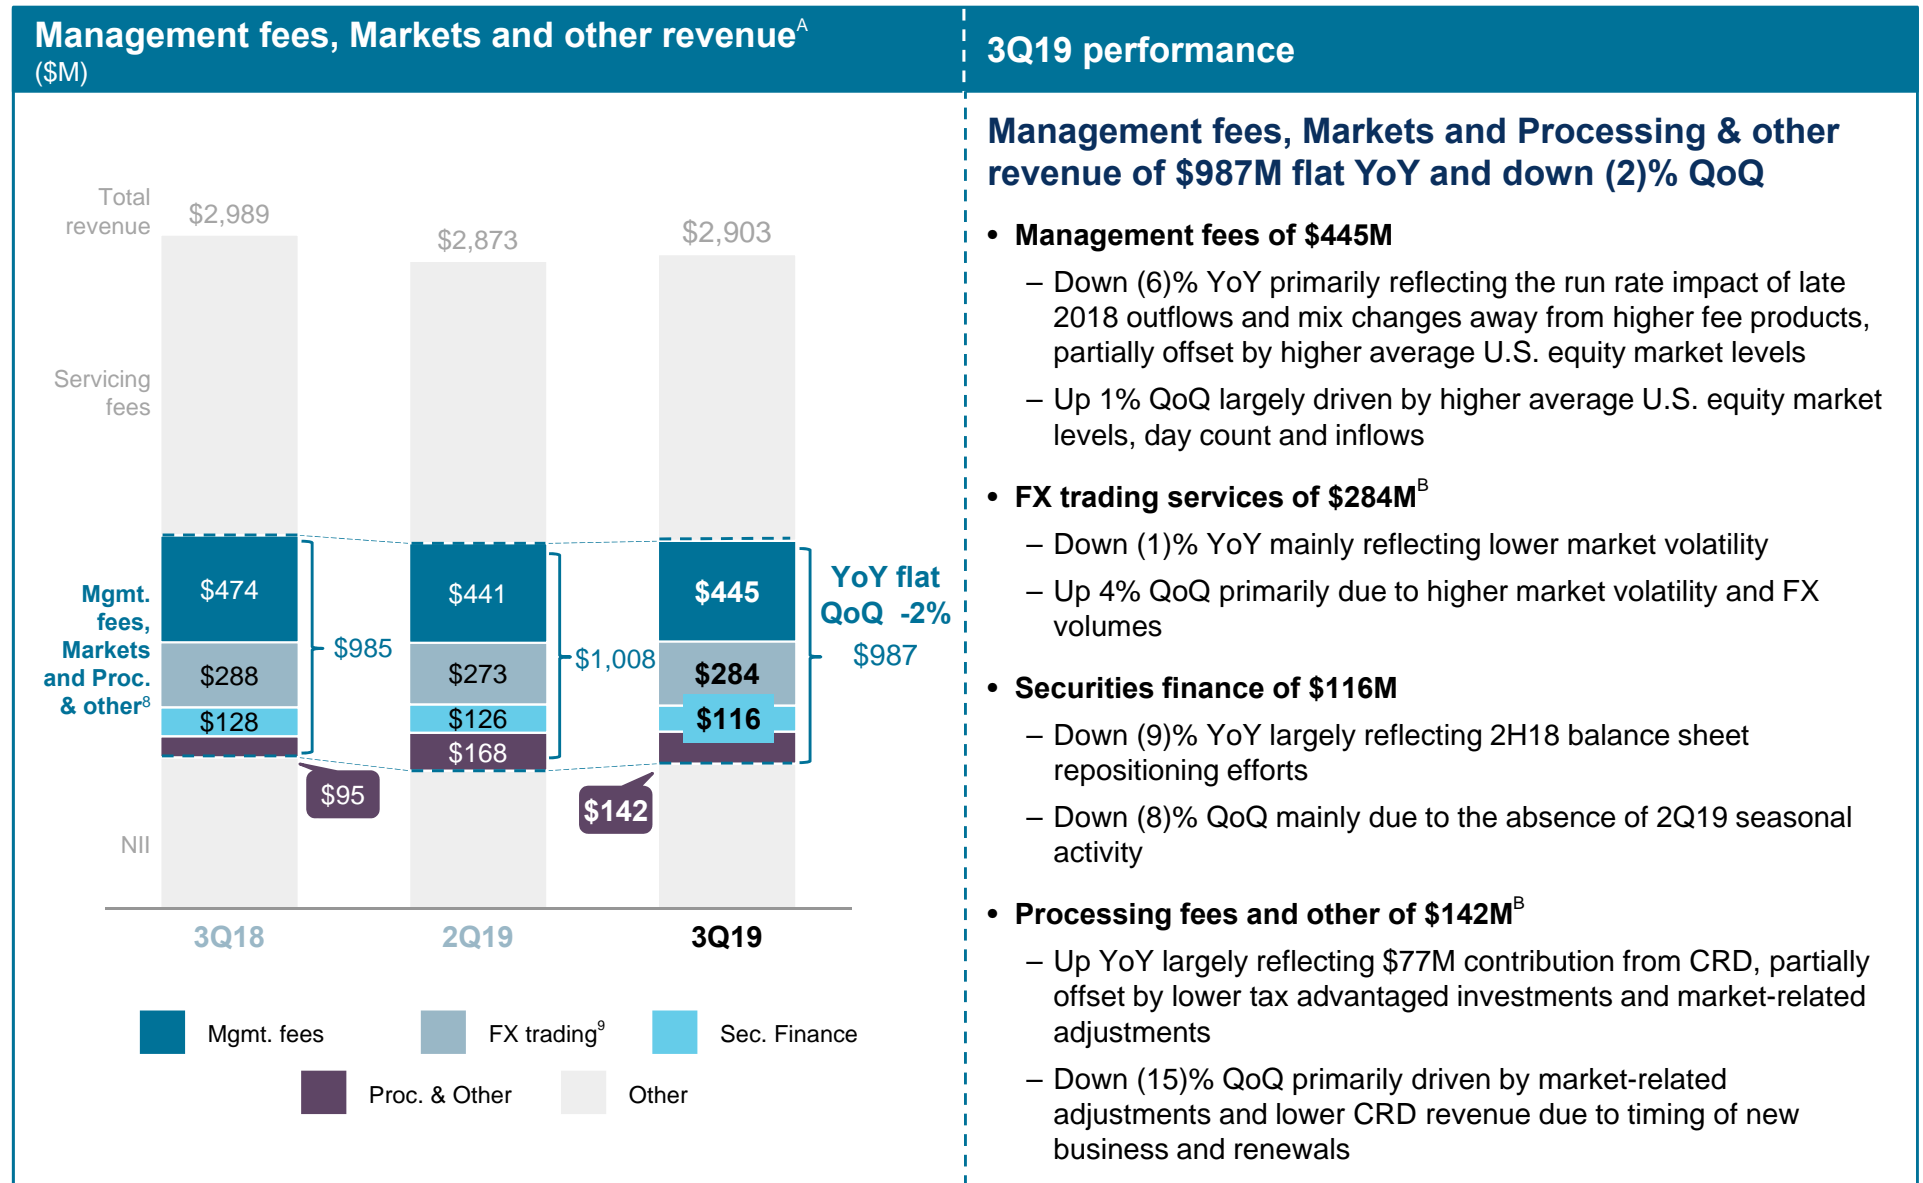 Management fees, Markets and other revenueA
($M)
3Q19 performance
Total
revenue
$2,989
$2,873
$2,903
Servicing
fees
Mgmt.
fees,
Markets
and Proc.
& other8
$474
$288
$128
$985
$95
$441
$273
$126
$168
$1,008
$445
$284
$116
$142
YoY flat
QoQ -2%
$987
NII
3Q18
2Q19
3Q19
Mgmt. fees
FX trading9
Sec. Finance
Proc. & Other
Other
Management fees, Markets and Processing & other
revenue of $987M flat YoY and down (2)% QoQ
• Management fees of $445M
– Down (6)% YoY primarily reflecting the run rate impact of late
2018 outflows and mix changes away from higher fee products,
partially offset by higher average U.S. equity market levels
– Up 1% QoQ largely driven by higher average U.S. equity market
levels, day count and inflows
• FX trading services of $284MB
– Down (1)% YoY mainly reflecting lower market volatility
– Up 4% QoQ primarily due to higher market volatility and FX
volumes
• Securities finance of $116M
– Down (9)% YoY largely reflecting 2H18 balance sheet
repositioning efforts
– Down (8)% QoQ mainly due to the absence of 2Q19 seasonal
activity
• Processing fees and other of $142MB
– Up YoY largely reflecting $77M contribution from CRD, partially
offset by lower tax advantaged investments and market-related
adjustments
– Down (15)% QoQ primarily driven by market-related
adjustments and lower CRD revenue due to timing of new
business and renewals